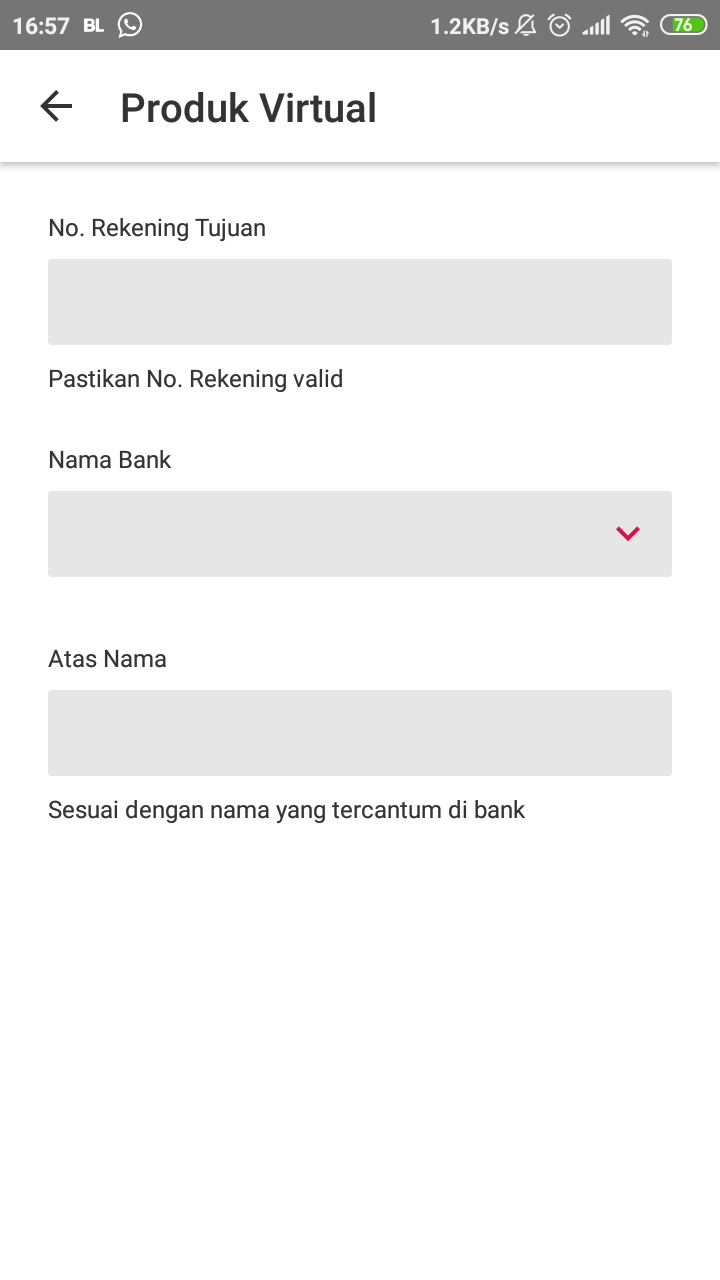 16:57 BL 1.2KB/s 76
Produk Virtual
No. Rekening Tujuan
Pastikan No. Rekening valid
Nama Bank
Atas Nama
Sesuai dengan nama yang tercantum di bank